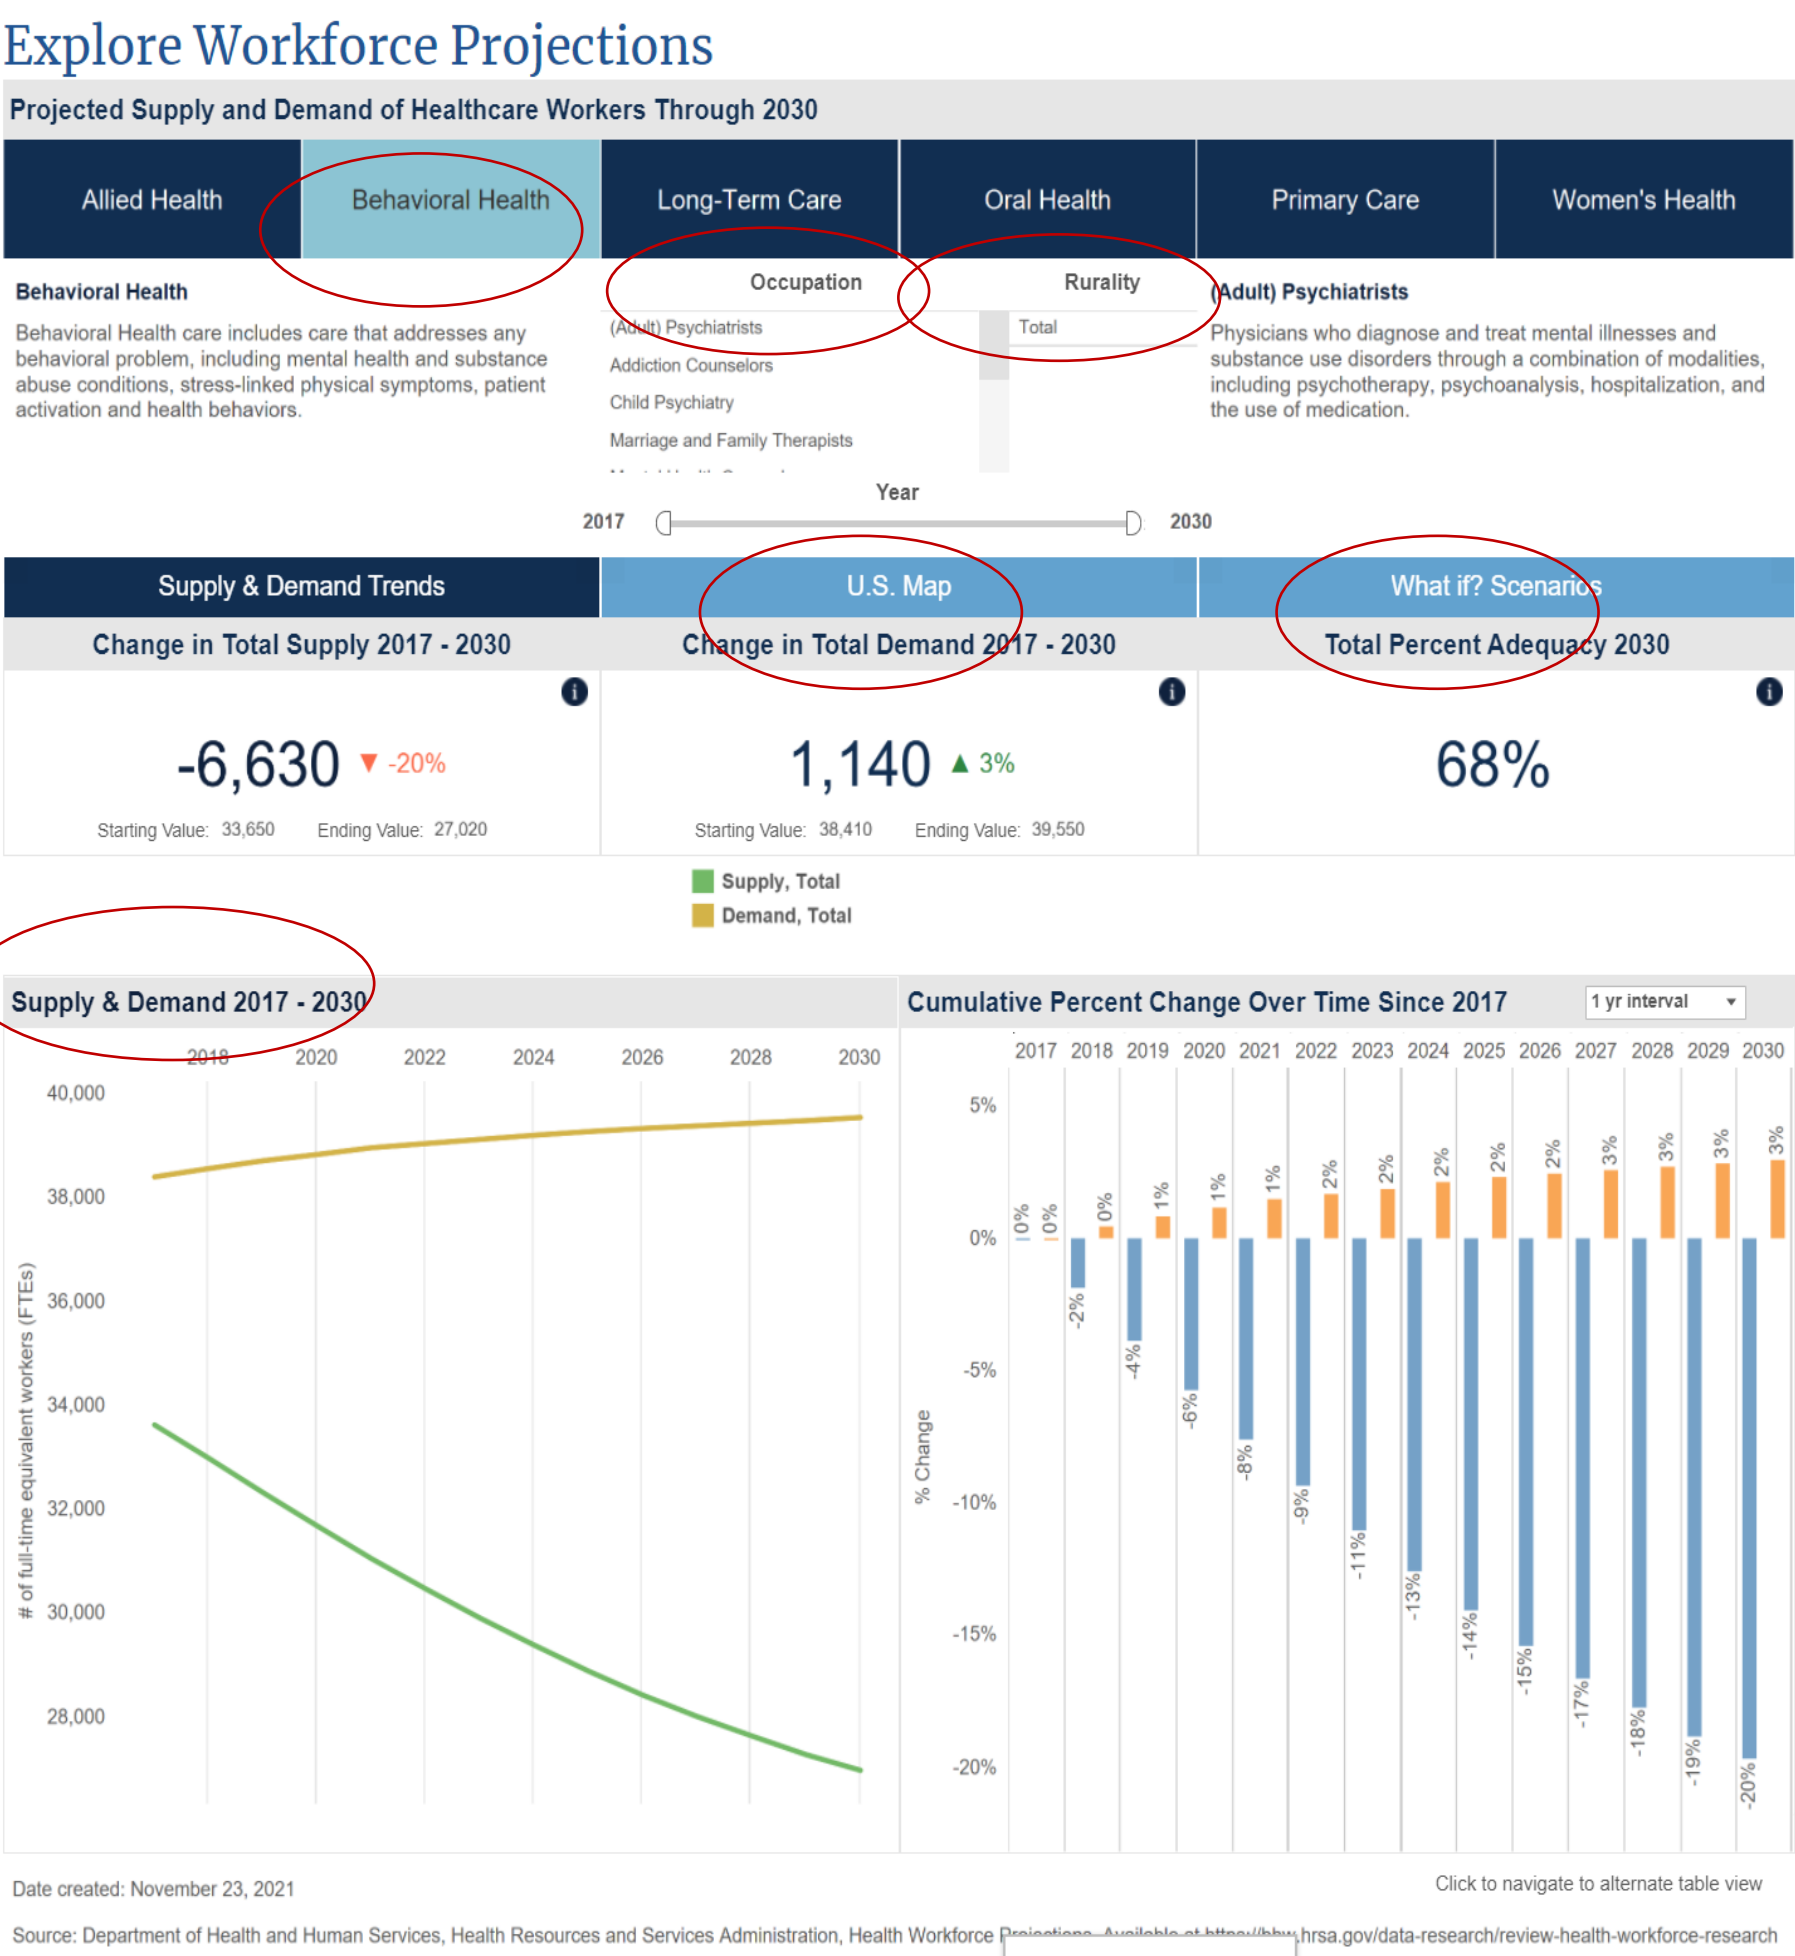 Explore Workforce Projections
Projected Supply and Demand of Healthcare Workers Through 2030
Allied Health
Behavioral Health
Long-Term Care
Oral Health
Primary Care
Women's Health
Behavioral Health
Behavioral Health care includes care that addresses any
behavioral problem, including mental health and substance
abuse conditions, stress-linked physical symptoms, patient
activation and health behaviors.
Occupation
(Adult) Psychiatrists
Addiction Counselors
Child Psychiatry
Marriage and Family Therapists
Rurality
Total
(Adult) Psychiatrists
Physicians who diagnose and treat mental illnesses and
substance use disorders through a combination of modalities,
including psychotherapy, psychoanalysis, hospitalization, and
the use of medication.
Year
2017
2030
Supply & Demand Trends
U.S. Map
What if? Scenarios
Change in Total Supply 2017 - 2030
Change in Total Demand 2017 - 2030
Total Percent Adequacy 2030
-6,630 ▼ -20%
Starting Value: 33,650 Ending Value: 27,020
1,140 ▲ 3%
Starting Value: 38,410 Ending Value: 39,550
68%
Supply, Total
Demand, Total
Supply & Demand 2017 - 2030
2018 2020 2022 2024 2026 2028 2030
40,000
38,000
36,000
34,000
32,000
30,000
28,000
# of full-time equivalent workers (FTEs)
Cumulative Percent Change Over Time Since 2017
1 yr interval
2017 2018 2019 2020 2021 2022 2023 2024 2025 2026 2027 2028 2029 2030
5%
0%
-5%
-10%
-15%
-20%
% Change
0% 0% 0% 1% 1% 1% 2% 2% 2% 2% 2% 3% 3% 3% 3%
-2% -4% -6% -8% -9% -11% -13% -14% -15% -17% -18% -19% -20%
Date created: November 23, 2021
Click to navigate to alternate table view
Source: Department of Health and Human Services, Health Resources and Services Administration, Health Workforce Projections. Available at https://bhw.hrsa.gov/data-research/review-health-workforce-research